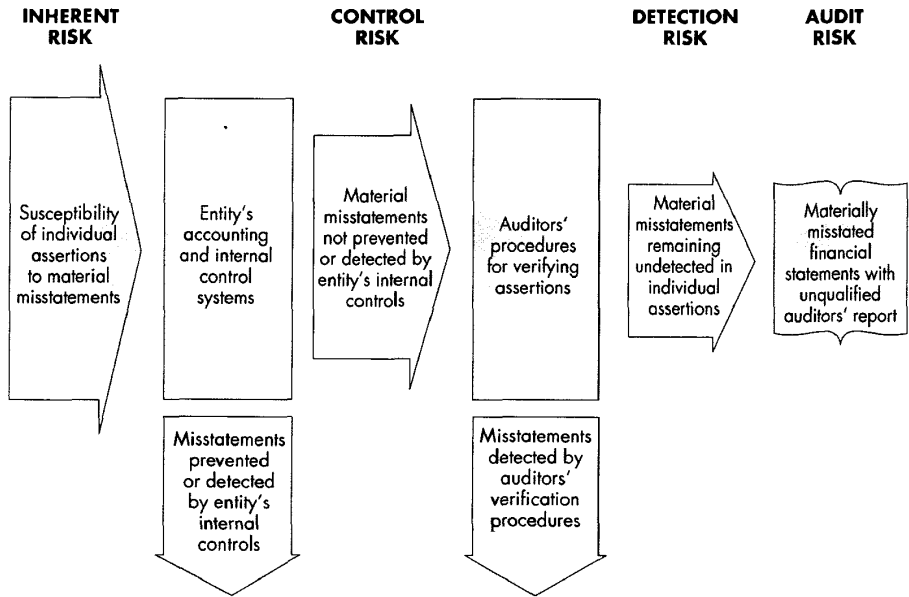 INHERENT
RISK
CONTROL
RISK
DETECTION
RISK
AUDIT
RISK
Susceptibility
of individual
assertions
to material
misstatements
Entity's
accounting
and internal
control
systems
Material
misstatements
not prevented
or detected by
entity's internal
controls
Auditors'
procedures
for verifying
assertions
Material
misstatements
remaining
undetected in
individual
assertions
Materially
misstated
financial
statements with
unqualified
auditors' report
Misstatements
prevented
or detected
by entity's
internal
controls
Misstatements
detected by
auditors'
verification
procedures